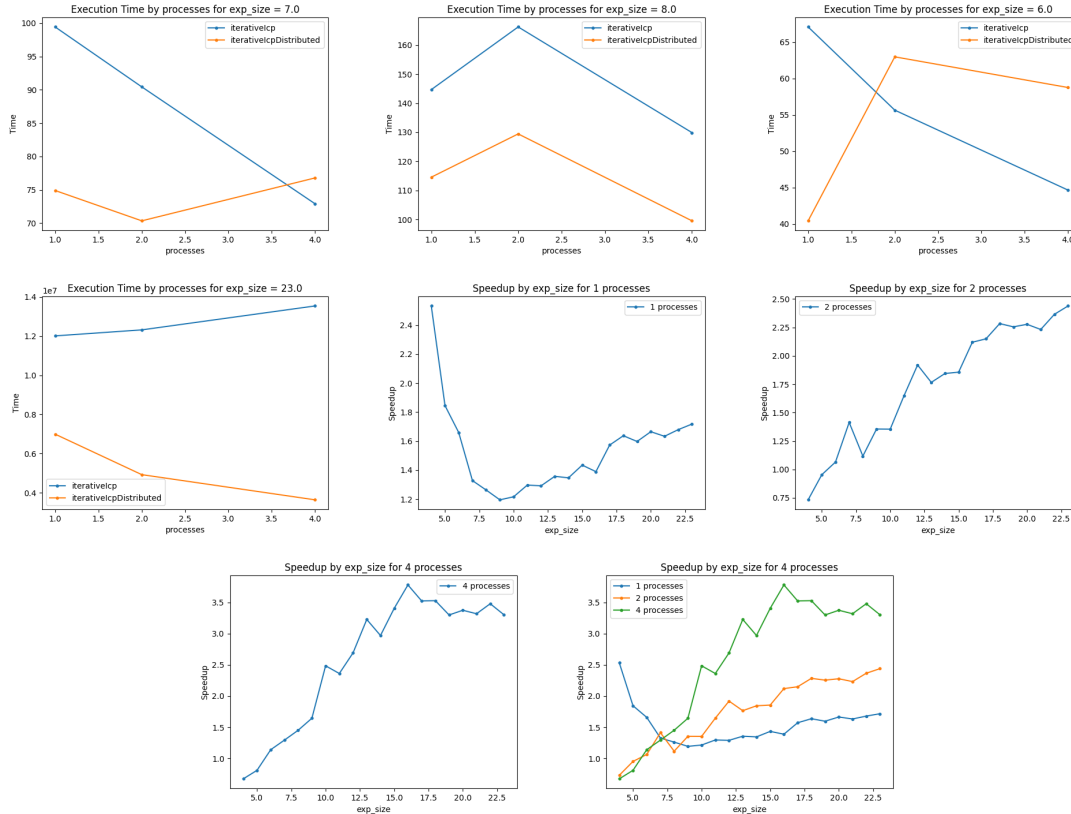 Execution Time by processes for exp_size = 7.0
100
95
90
85
80
75
70
Time
iterativeIcp
iterativeIcpDistributed
1.0 1.5 2.0 2.5 3.0 3.5 4.0
processes
Execution Time by processes for exp_size = 8.0
160
150
140
130
120
110
100
Time
iterativeIcp
iterativeIcpDistributed
1.0 1.5 2.0 2.5 3.0 3.5 4.0
processes
Execution Time by processes for exp_size = 6.0
65
60
55
50
45
40
Time
iterativeIcp
iterativeIcpDistributed
1.0 1.5 2.0 2.5 3.0 3.5 4.0
processes
Execution Time by processes for exp_size = 23.0
1e7
1.4
1.2
1.0
0.8
0.6
0.4
Time
iterativeIcp
iterativeIcpDistributed
1.0 1.5 2.0 2.5 3.0 3.5 4.0
processes
Speedup by exp_size for 1 processes
2.4
2.2
2.0
1.8
1.6
1.4
1.2
Speedup
1 processes
5.0 7.5 10.0 12.5 15.0 17.5 20.0 22.5
exp_size
Speedup by exp_size for 2 processes
2.50
2.25
2.00
1.75
1.50
1.25
1.00
0.75
Speedup
2 processes
5.0 7.5 10.0 12.5 15.0 17.5 20.0 22.5
exp_size
Speedup by exp_size for 4 processes
3.5
3.0
2.5
2.0
1.5
1.0
Speedup
4 processes
5.0 7.5 10.0 12.5 15.0 17.5 20.0 22.5
exp_size
Speedup by exp_size for 4 processes
3.5
3.0
2.5
2.0
1.5
1.0
Speedup
1 processes
2 processes
4 processes
5.0 7.5 10.0 12.5 15.0 17.5 20.0 22.5
exp_size